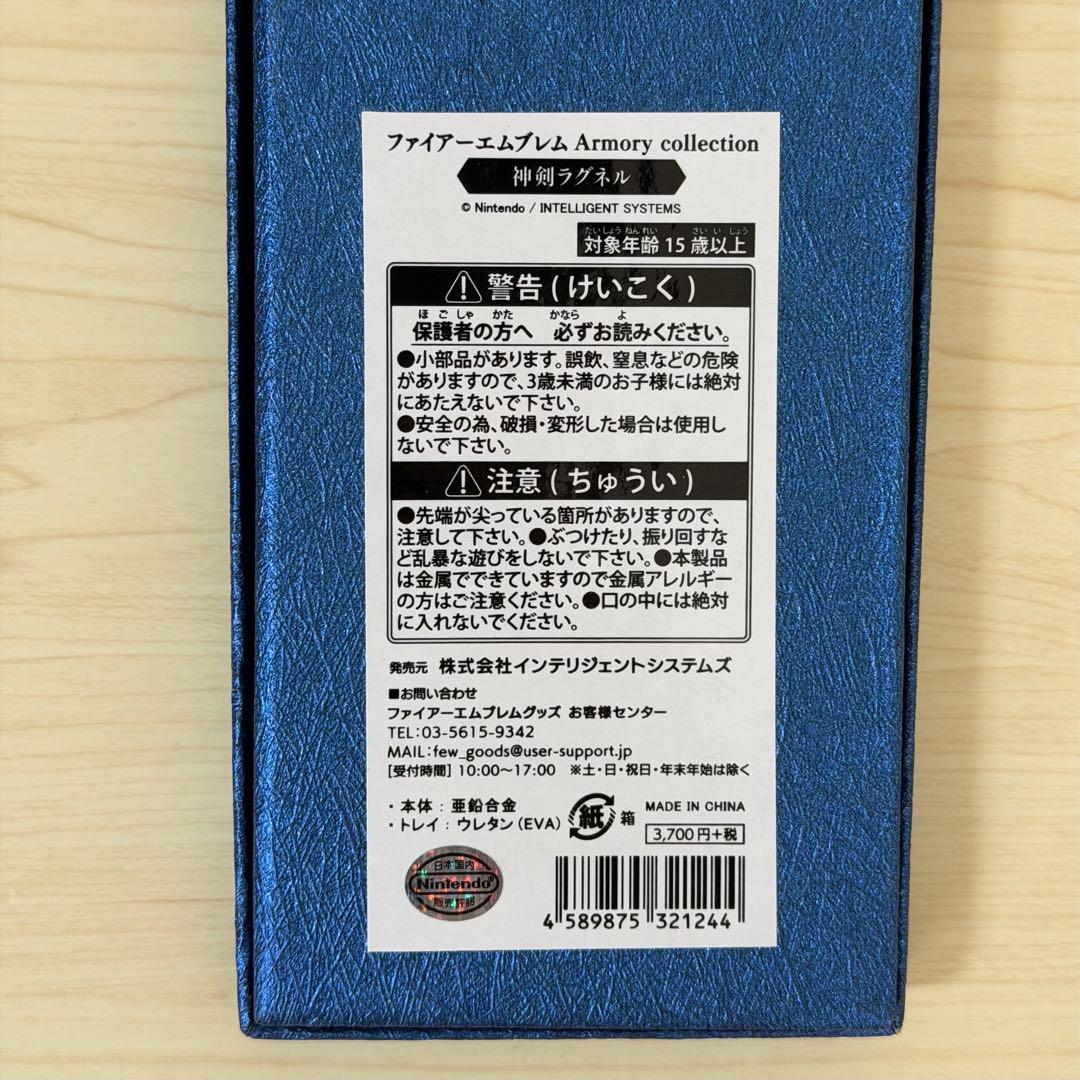 ファイアーエムブレム Armory collection
神剣ラグネル
© Nintendo / INTELLIGENT SYSTEMS
たいしょうねんれい さいいじょう
対象年齢 15 歳以上
⚠ 警告 ( けいこく )
ほごしゃ かた かなら よ
保護者の方へ 必ずお読みください。
●小部品があります。誤飲、窒息などの危険
がありますので、3歳未満のお子様には絶対
にあたえないで下さい。
●安全の為、破損・変形した場合は使用し
ないで下さい。
⚠ 注意 ( ちゅうい )
●先端が尖っている箇所がありますので、
注意して下さい。●ぶつけたり、振り回すな
ど乱暴な遊びをしないで下さい。●本製品
は金属でできていますので金属アレルギー
の方はご注意ください。●口の中には絶対
に入れないでください。
発売元 株式会社インテリジェントシステムズ
■お問い合わせ
ファイアーエムブレムグッズ お客様センター
TEL:03-5615-9342
MAIL:few_goods@user-support.jp
[受付時間] 10:00~17:00 ※土・日・祝日・年末年始は除く
・本体 : 亜鉛合金
・トレイ : ウレタン (EVA)
紙 箱
MADE IN CHINA
3,700円+税
日本国内
Nintendo®
販売許諾
4 589875 321244